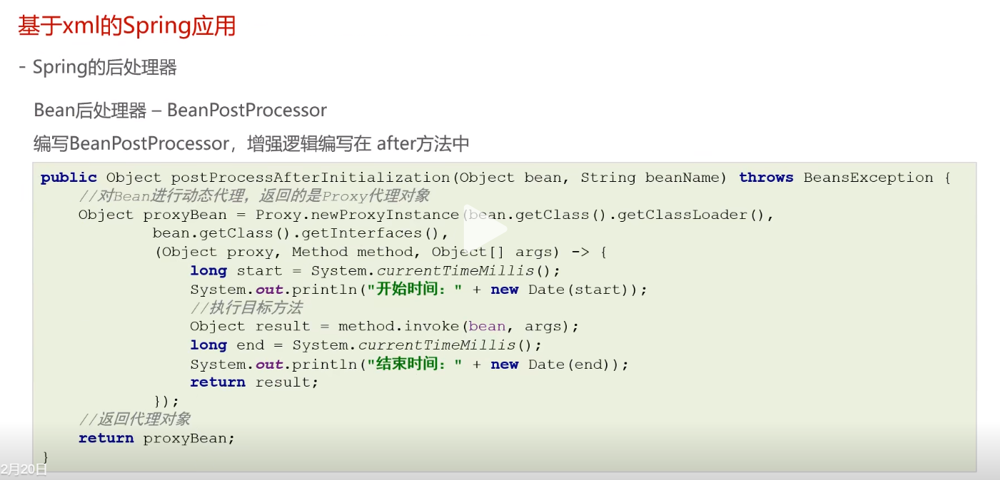 基于xml的Spring应用
- Spring的后处理器
Bean后处理器 – BeanPostProcessor
编写BeanPostProcessor，增强逻辑编写在 after方法中
public Object postProcessAfterInitialization(Object bean, String beanName) throws BeansException {
//对Bean进行动态代理，返回的是Proxy代理对象
Object proxyBean = Proxy.newProxyInstance(bean.getClass().getClassLoader(),
bean.getClass().getInterfaces(),
(Object proxy, Method method, Object[] args) -> {
long start = System.currentTimeMillis();
System.out.println("开始时间：" + new Date(start));
//执行目标方法
Object result = method.invoke(bean, args);
long end = System.currentTimeMillis();
System.out.println("结束时间：" + new Date(end));
return result;
});
//返回代理对象
return proxyBean;
}
2月20日